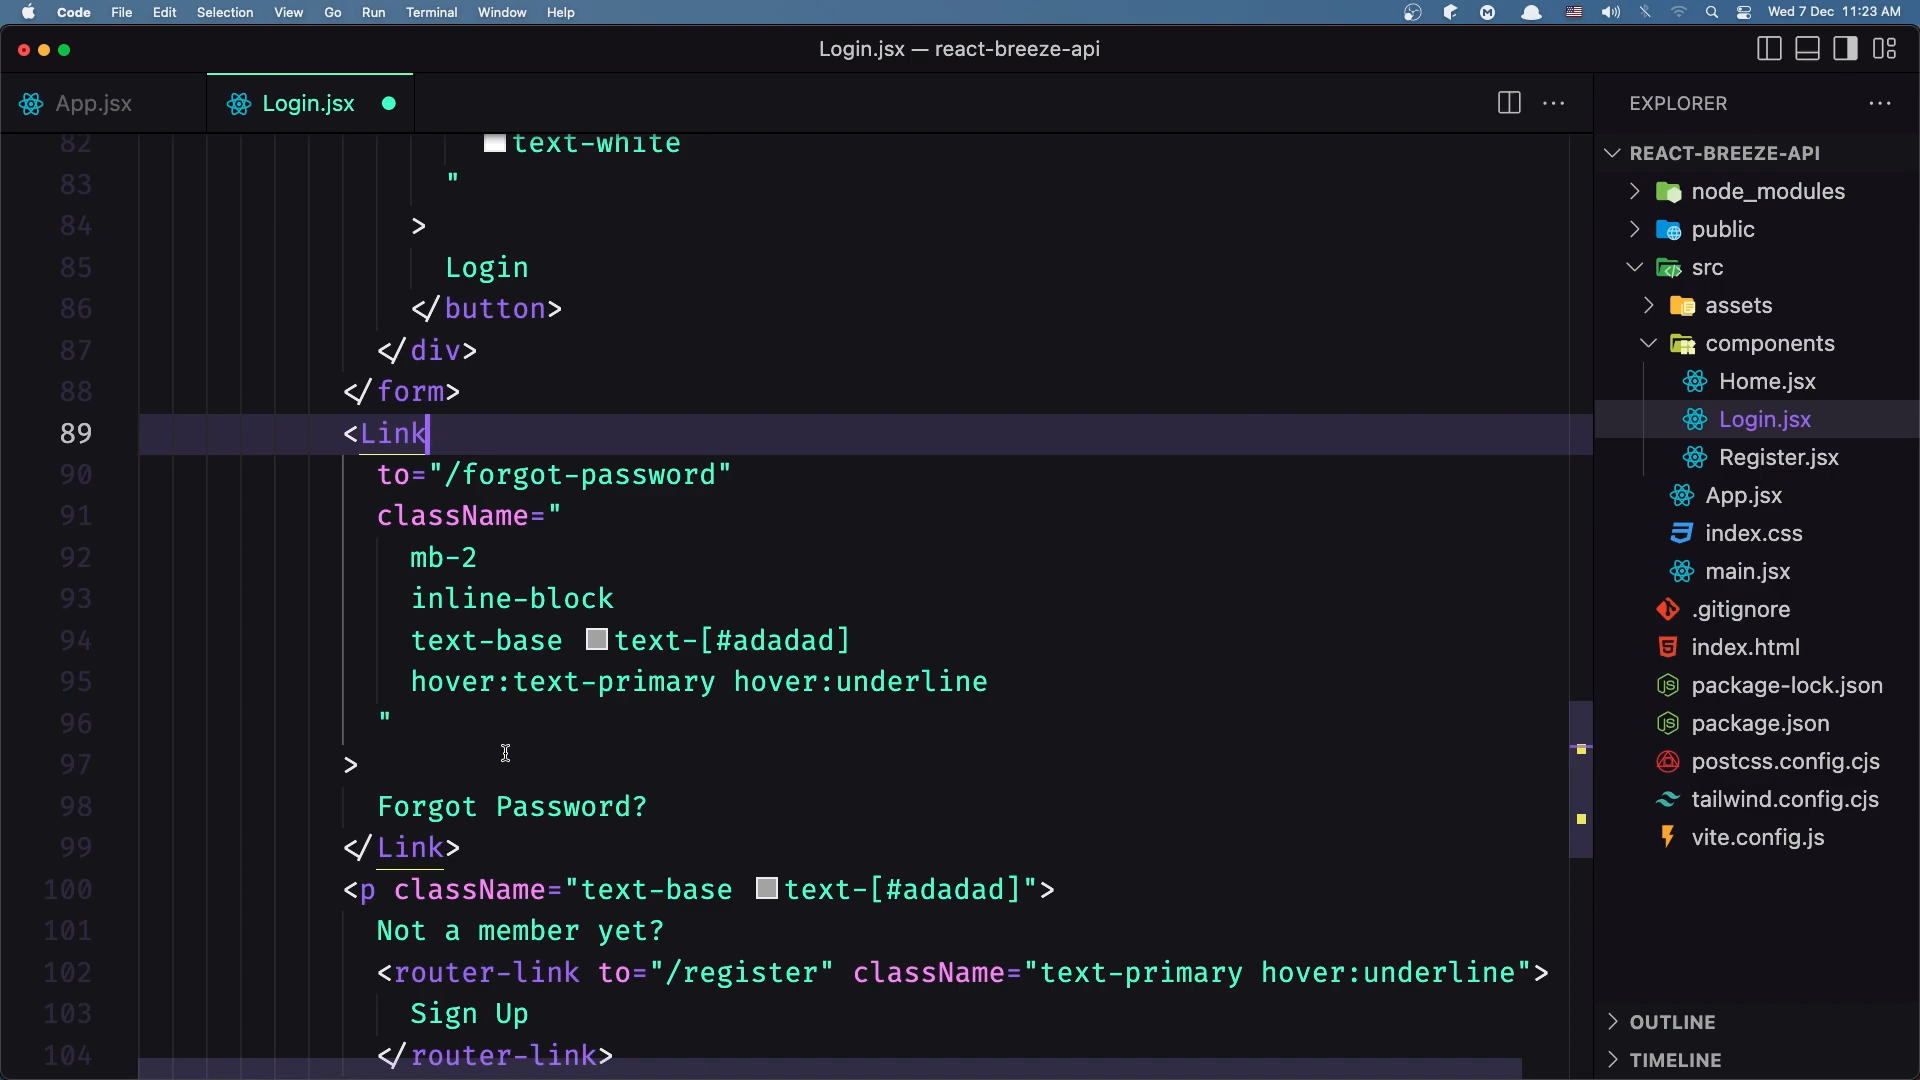 Code File Edit Selection View Go Run Terminal Window Help Wed 7 Dec 11:23 AM
Login.jsx — react-breeze-api
App.jsx Login.jsx
82 text-white
83 "
84 >
85 Login
86 </button>
87 </div>
88 </form>
89 <Link
90 to="/forgot-password"
91 className="
92 mb-2
93 inline-block
94 text-base text-[#adadad]
95 hover:text-primary hover:underline
96 "
97 >
98 Forgot Password?
99 </Link>
100 <p className="text-base text-[#adadad]">
101 Not a member yet?
102 <router-link to="/register" className="text-primary hover:underline">
103 Sign Up
104 </router-link>
EXPLORER
REACT-BREEZE-API
node_modules
public
src
assets
components
Home.jsx
Login.jsx
Register.jsx
App.jsx
index.css
main.jsx
.gitignore
index.html
package-lock.json
package.json
postcss.config.cjs
tailwind.config.cjs
vite.config.js
OUTLINE
TIMELINE